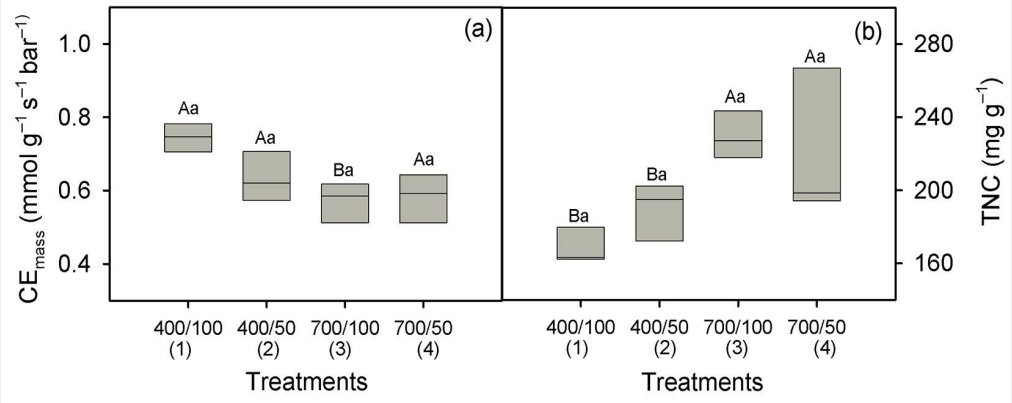 (a)
(b)
CEmass (mmol g−1 s−1 bar−1)
1.0
0.8
0.6
0.4
Aa
Aa
Ba
Aa
Ba
Ba
Aa
Aa
280
240
200
160
TNC (mg g−1)
400/100 400/50 700/100 700/50
(1) (2) (3) (4)
Treatments
400/100 400/50 700/100 700/50
(1) (2) (3) (4)
Treatments